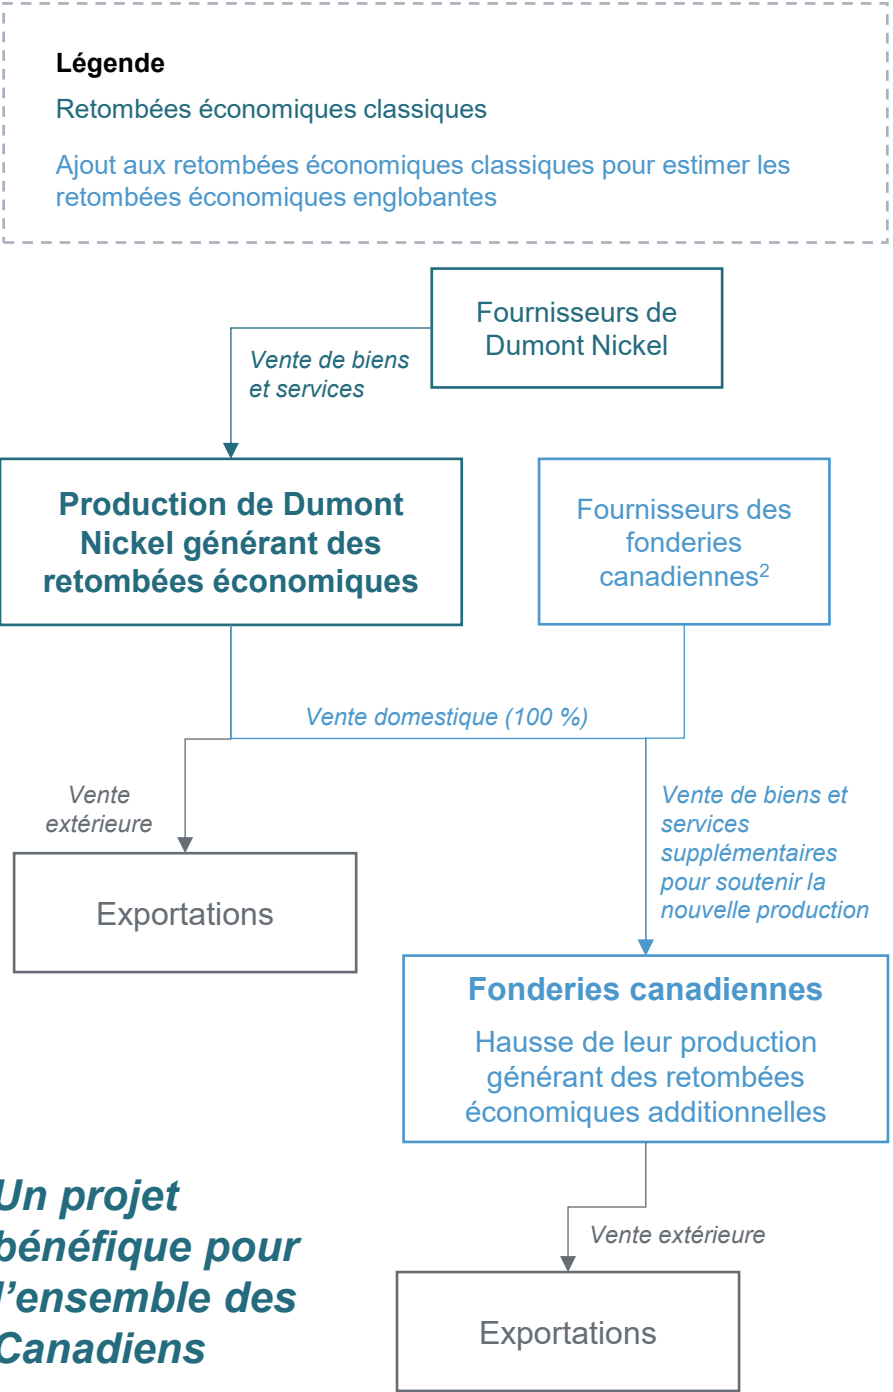 Légende
Retombées économiques classiques
Ajout aux retombées économiques classiques pour estimer les
retombées économiques englobantes
Fournisseurs de
Dumont Nickel
Vente de biens
et services
Production de Dumont
Nickel générant des
retombées économiques
Fournisseurs des
fonderies
canadiennes²
Vente domestique (100 %)
Vente
extérieure
Vente de biens et
services
supplémentaires
pour soutenir la
nouvelle production
Exportations
Fonderies canadiennes
Hausse de leur production
générant des retombées
économiques additionnelles
Un projet
bénéfique pour
l'ensemble des
Canadiens
Vente extérieure
Exportations